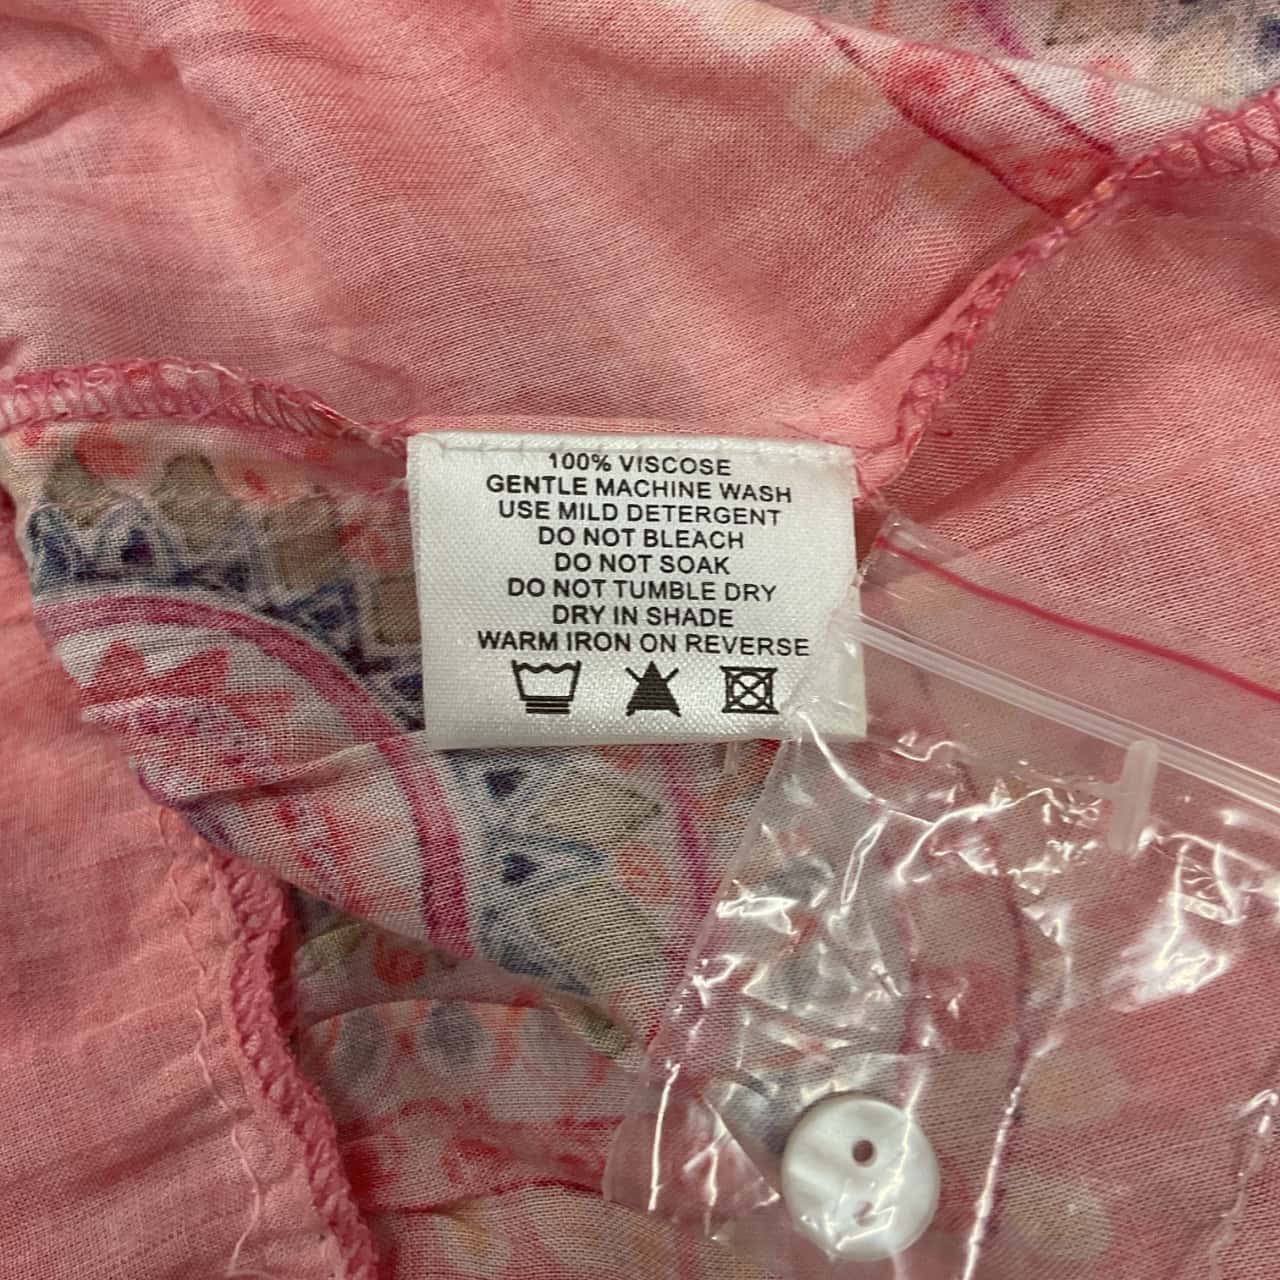 100% VISCOSE
GENTLE MACHINE WASH
USE MILD DETERGENT
DO NOT BLEACH
DO NOT SOAK
DO NOT TUMBLE DRY
DRY IN SHADE
WARM IRON ON REVERSE